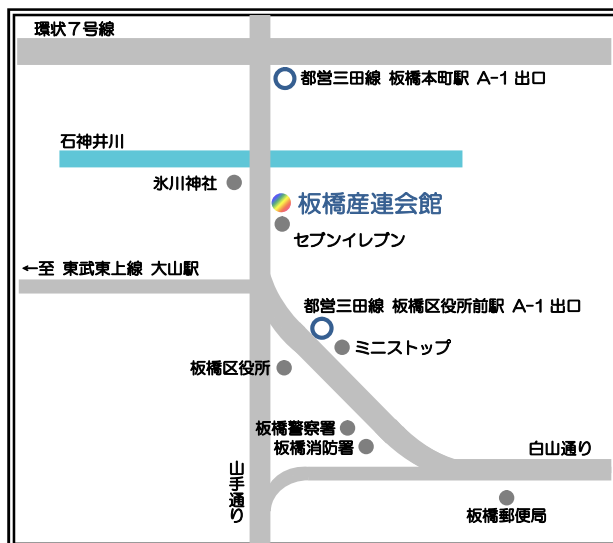 環状７号線
都営三田線 板橋本町駅 A-1 出口
石神井川
氷川神社
板橋産連会館
セブンイレブン
←至 東武東上線 大山駅
都営三田線 板橋区役所前駅 A-1 出口
ミニストップ
板橋区役所
板橋警察署
板橋消防署
白山通り
山手通り
板橋郵便局